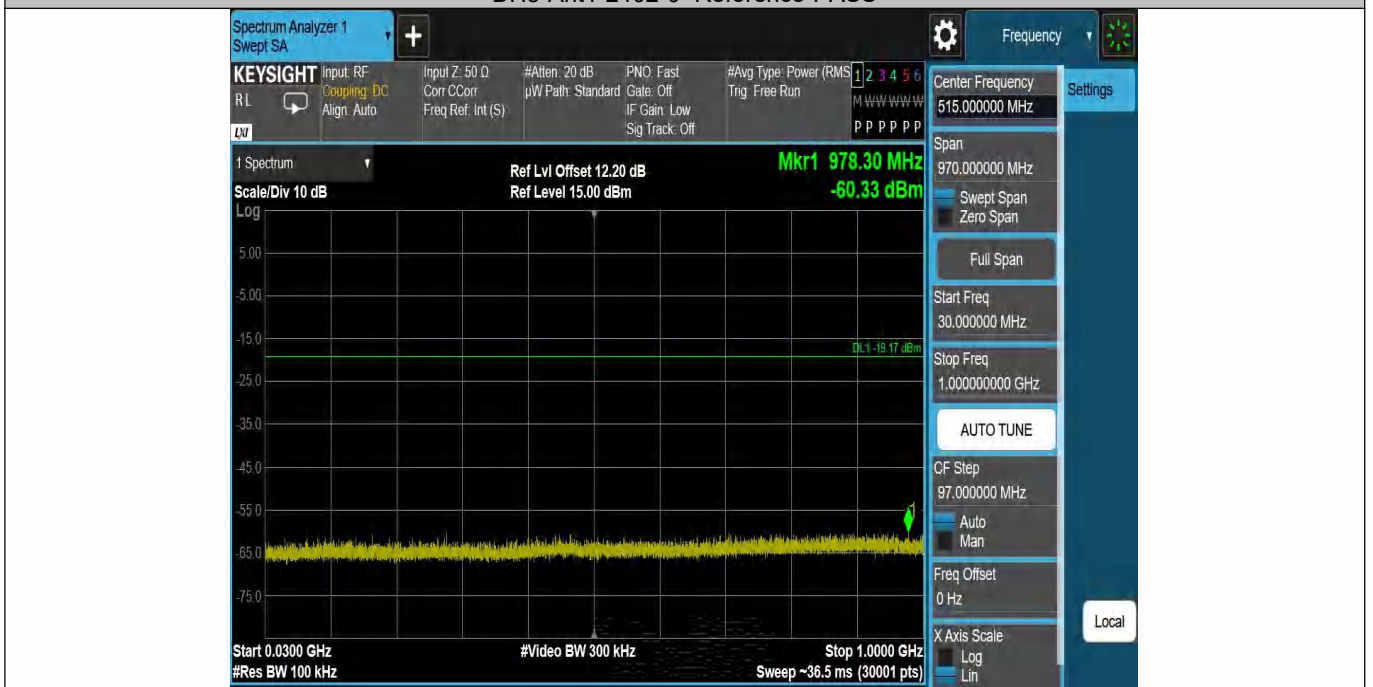 Spectrum Analyzer 1
Swept SA
Frequency
KEYSIGHT
RL
LXI
Input: RF
Coupling: DC
Align: Auto
Input Z: 50 Ω
Corr CCorr
Freq Ref: Int (S)
#Atten: 20 dB
µW Path: Standard
PNO: Fast
Gate: Off
IF Gain: Low
Sig Track: Off
#Avg Type: Power (RMS
Trig: Free Run
1 2 3 4 5 6
M W W W W W
P P P P P P
Center Frequency
515.000000 MHz
Settings
1 Spectrum
Scale/Div 10 dB
Ref Lvl Offset 12.20 dB
Ref Level 15.00 dBm
Mkr1 978.30 MHz
-60.33 dBm
Span
970.000000 MHz
Swept Span
Zero Span
Full Span
Start Freq
30.000000 MHz
Stop Freq
1.000000000 GHz
AUTO TUNE
CF Step
97.000000 MHz
Auto
Man
Freq Offset
0 Hz
X Axis Scale
Log
Lin
Local
Log
5.00
-5.00
-15.0
DL1 -19.17 dBm
-25.0
-35.0
-45.0
-55.0
1
-65.0
-75.0
Start 0.0300 GHz
#Res BW 100 kHz
#Video BW 300 kHz
Stop 1.0000 GHz
Sweep ~36.5 ms (30001 pts)